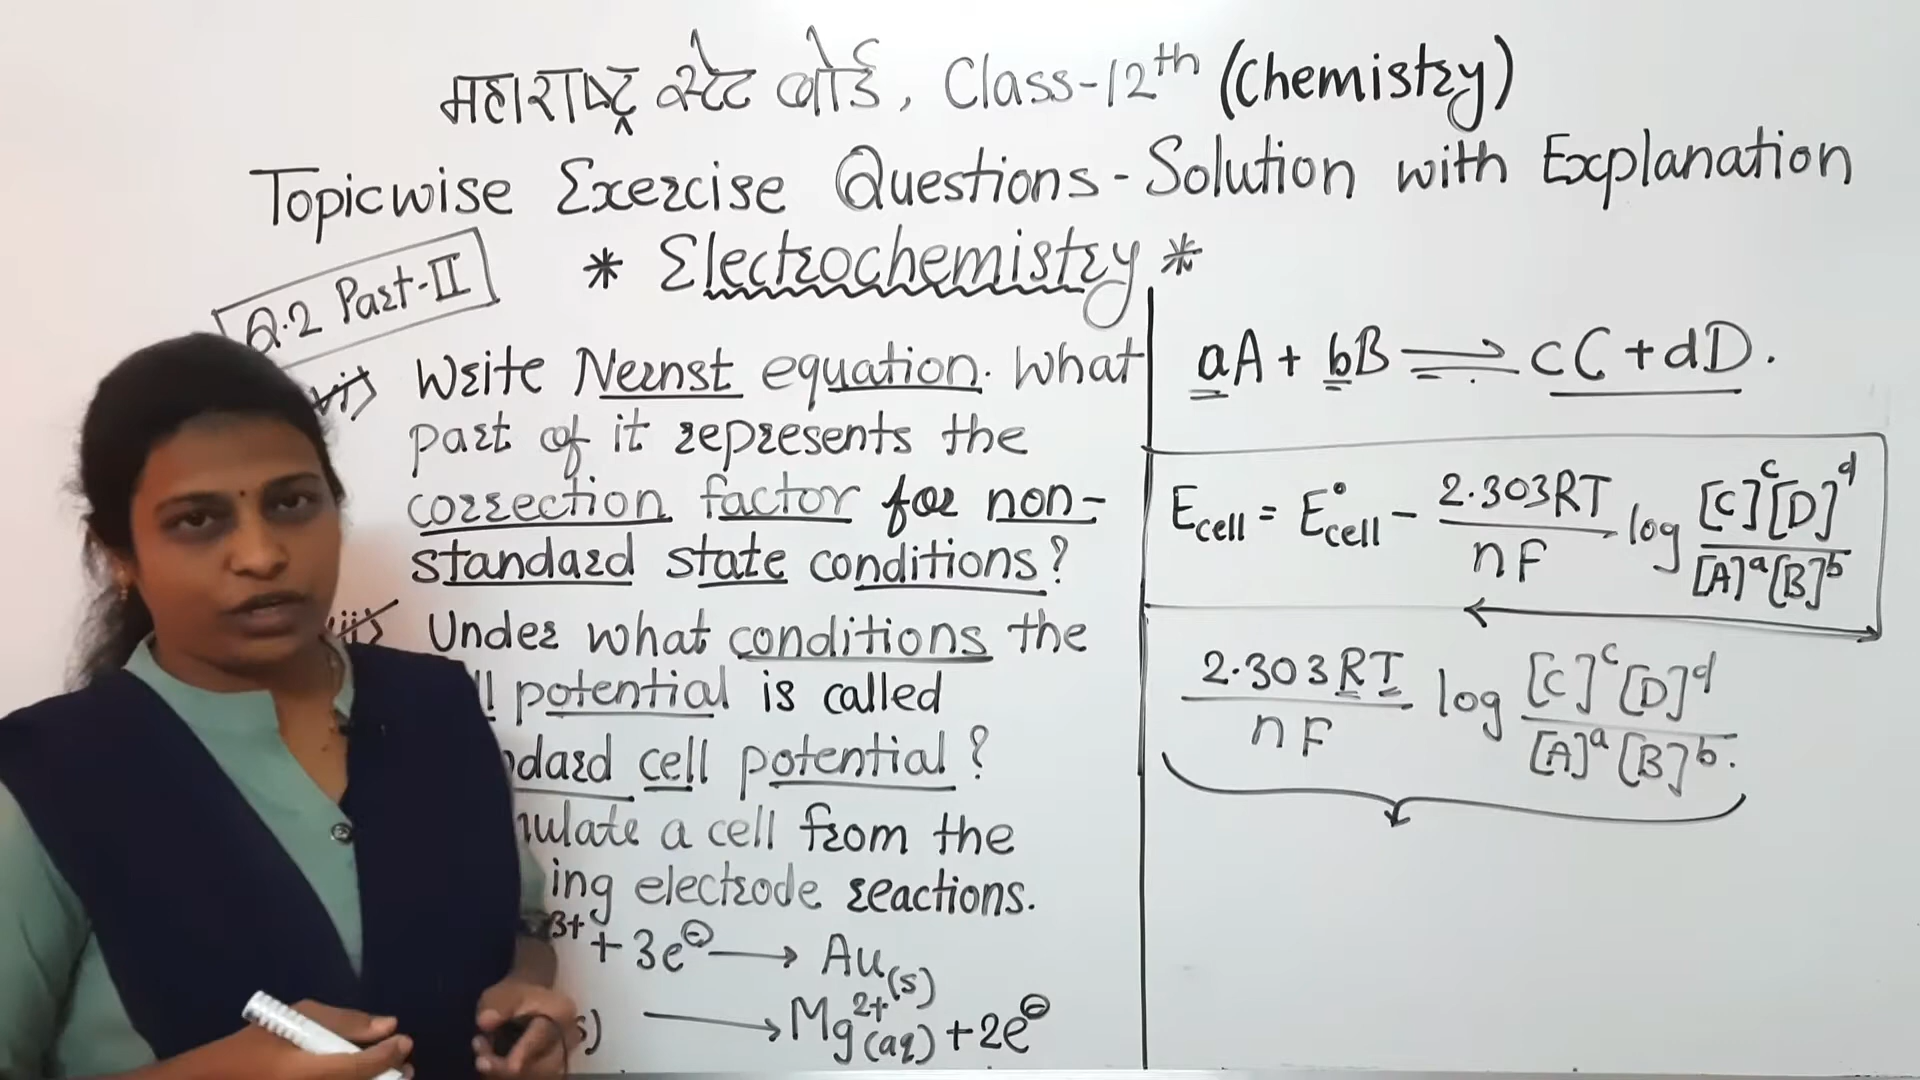 महाराष्ट्र स्टेट बोर्ड, Class-12th (Chemistry)
Topicwise Exercise Questions - Solution with Explanation
* Electrochemistry *
Q.2 Part-II
Write Nernst equation. What
part of it represents the
correction factor for non-
standard state conditions?
Under what conditions the
potential is called
cell potential?
a cell from the
electrode reactions.
3+ + 3e⊖ ⟶ Au(s)
(s) ⟶ Mg2+(aq) + 2e⊖
aA + bB ⇌ cC + dD.
Ecell = E°cell - 2.303RT/nF log [C]^c[D]^d/[A]^a[B]^b
2.303RT/nF log [C]^c[D]^d/[A]^a[B]^b.